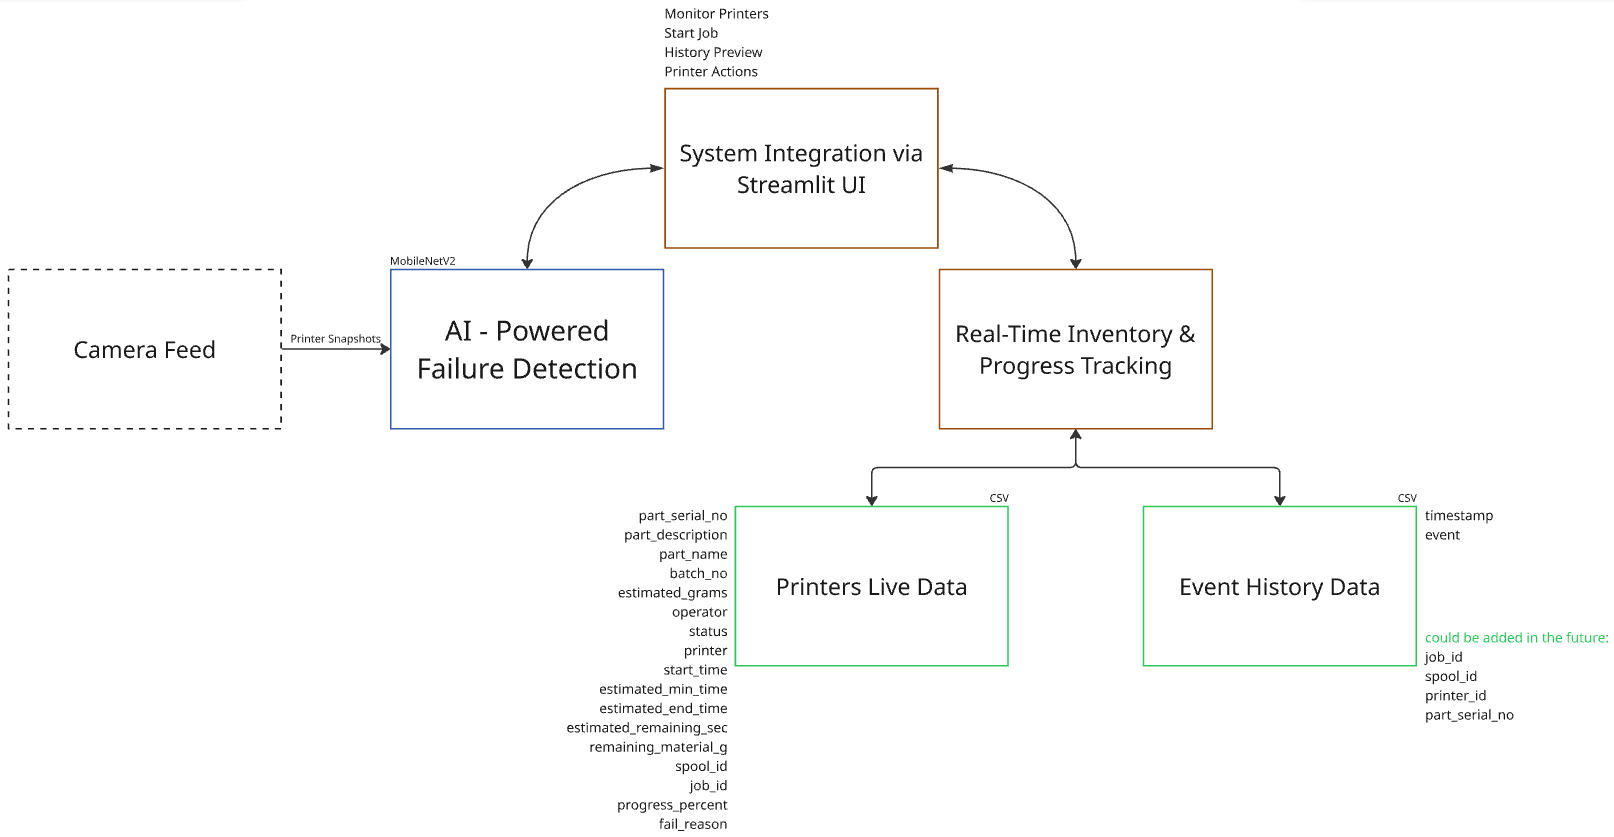 Monitor Printers
Start Job
History Preview
Printer Actions
System Integration via
Streamlit UI
MobileNetV2
Camera Feed
Printer Snapshots
AI - Powered
Failure Detection
Real-Time Inventory &
Progress Tracking
CSV
part_serial_no
part_description
part_name
batch_no
estimated_grams
operator
status
printer
start_time
estimated_min_time
estimated_end_time
estimated_remaining_sec
remaining_material_g
spool_id
job_id
progress_percent
fail_reason
Printers Live Data
CSV
Event History Data
timestamp
event
could be added in the future:
job_id
spool_id
printer_id
part_serial_no